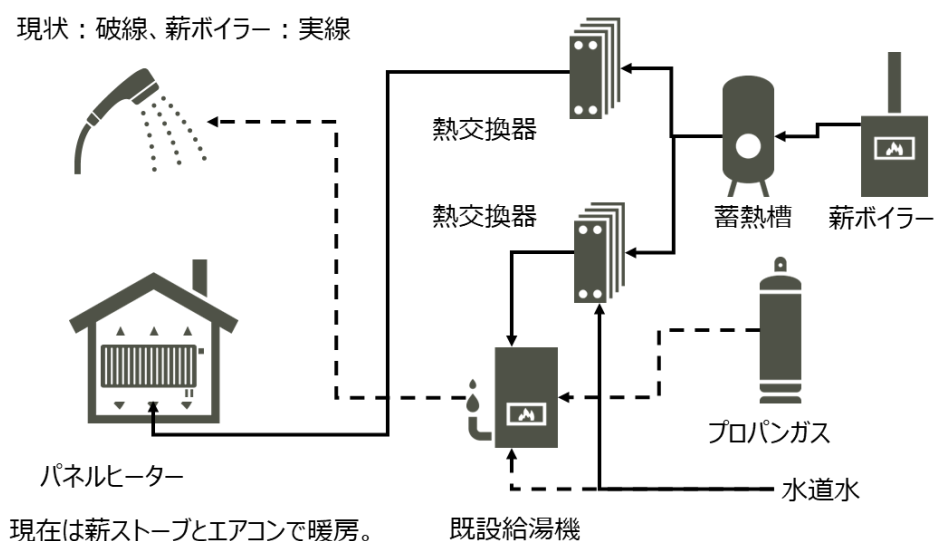 現状：破線、薪ボイラー：実線
熱交換器
熱交換器
蓄熱槽
薪ボイラー
プロパンガス
パネルヒーター
水道水
現在は薪ストーブとエアコンで暖房。
既設給湯機